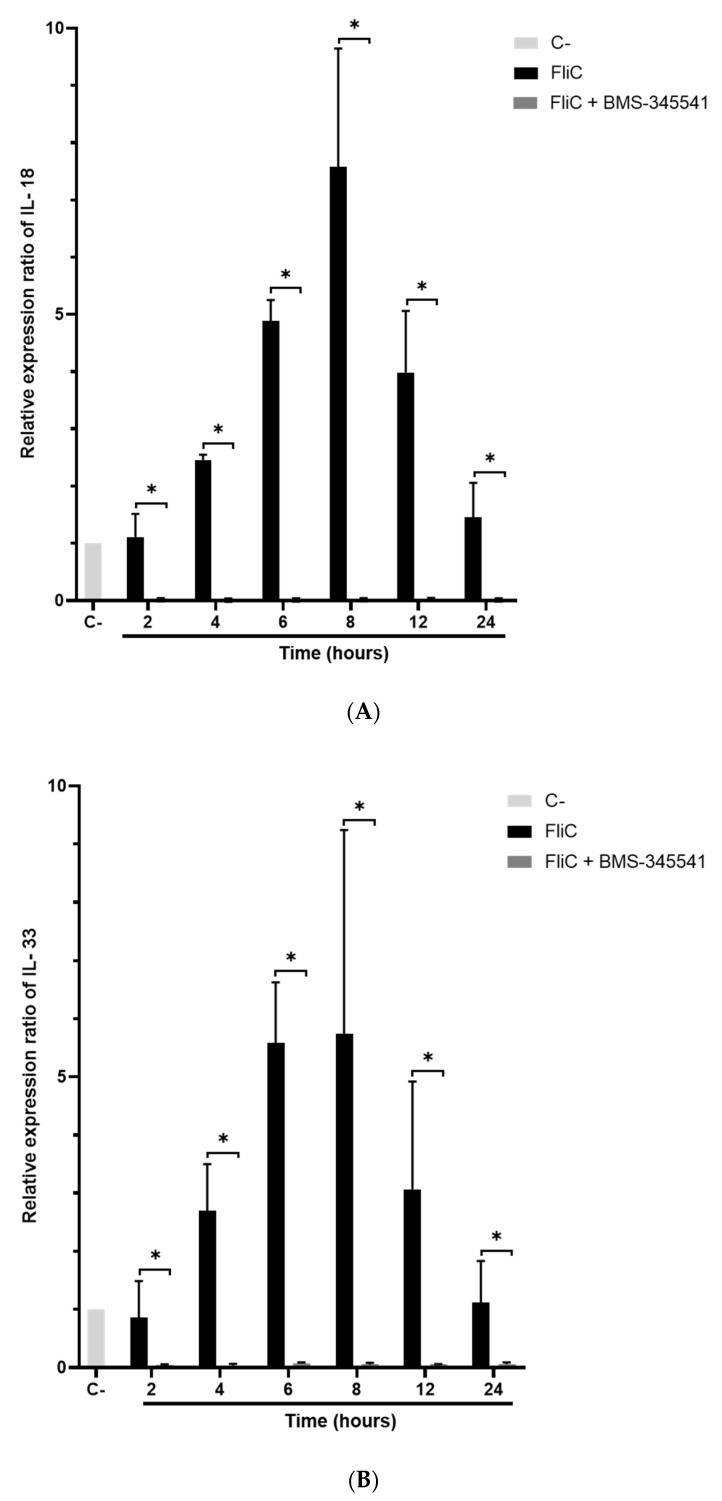 10
*
C-
FliC
FliC + BMS-345541
*
*
5
*
*
*
Relative expression ratio of IL- 18
0
C- 2 4 6 8 12 24
Time (hours)
(A)
10
*
C-
FliC
FliC + BMS-345541
*
5
*
*
*
*
Relative expression ratio of IL- 33
0
C- 2 4 6 8 12 24
Time (hours)
(B)